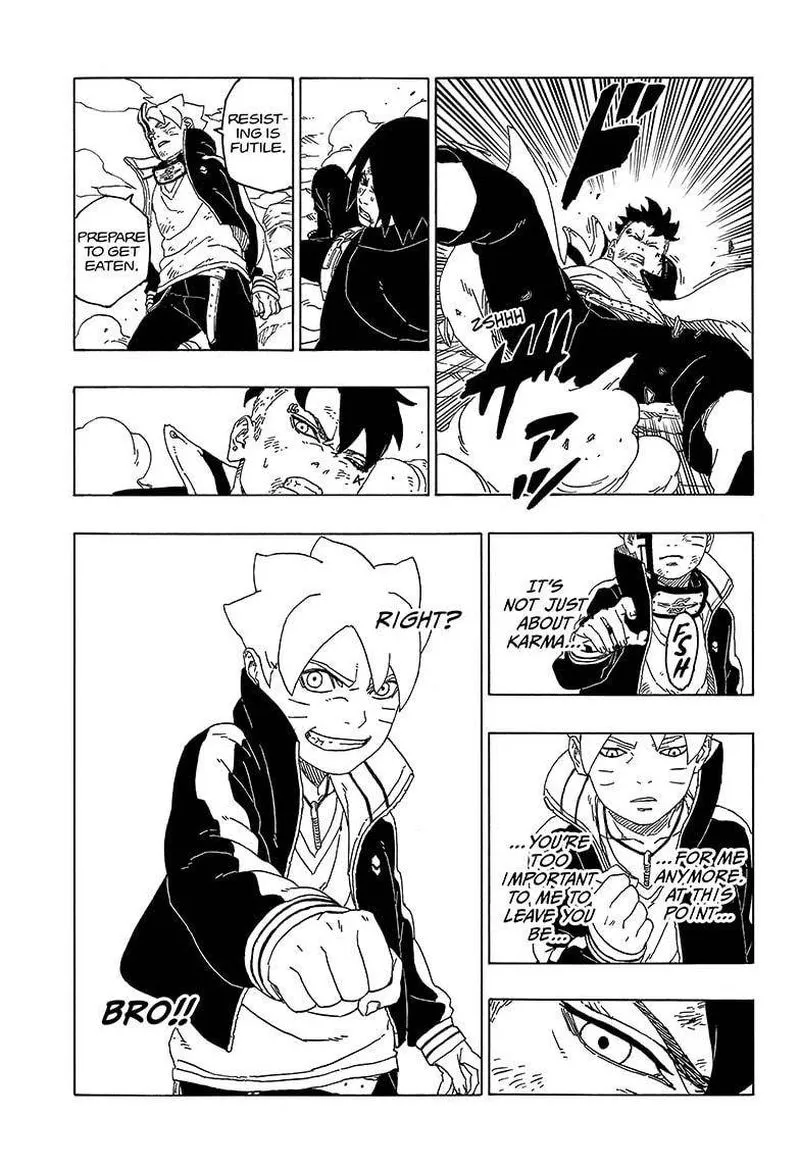 ド
ZSHHH
RESIST-
ING IS
FUTILE.
PREPARE
TO GET
EATEN.
IT'S
NOT JUST
ABOUT
KARMA...
FSH
...FOR ME
ANYMORE.
AT THIS
POINT...
...YOU'RE
TOO
IMPORTANT
TO ME TO
LEAVE YOU
BE...
RIGHT?
BRO!!